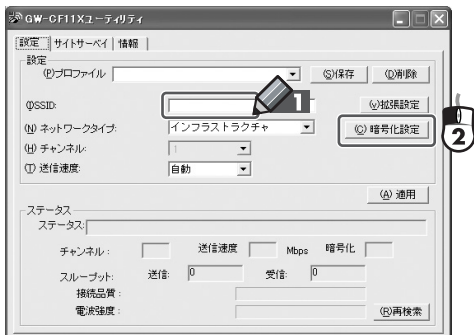 GW-CF11Xユーティリティ
設定 サイトサーベイ 情報
設定
(P)プロファイル (S)保存 (D)削除
(I)SSID: 1 (V)拡張設定
(N) ネットワークタイプ: インフラストラクチャ (C) 暗号化設定 2
(H) チャンネル: 1
(T) 送信速度: 自動
(A) 適用
ステータス
ステータス:
チャンネル: 送信速度 Mbps 暗号化
スループット: 送信: 0 受信: 0
接続品質:
電波強度: (R)再検索